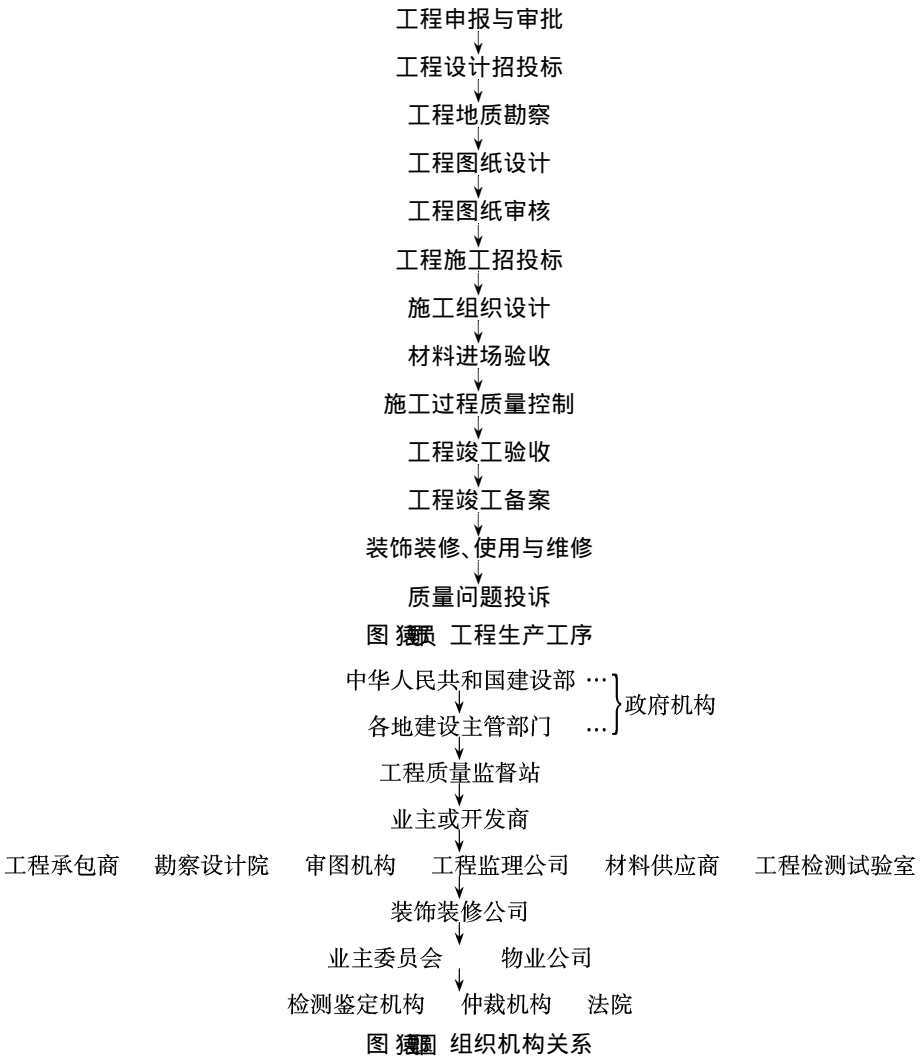 工程申报与审批
工程设计招投标
工程地质勘察
工程图纸设计
工程图纸审核
工程施工招投标
施工组织设计
材料进场验收
施工过程质量控制
工程竣工验收
工程竣工备案
装饰装修、使用与维修
质量问题投诉
图 工程生产工序
中华人民共和国建设部 …
政府机构
各地建设主管部门 …
工程质量监督站
业主或开发商
工程承包商 勘察设计院 审图机构 工程监理公司 材料供应商 工程检测试验室
装饰装修公司
业主委员会 物业公司
检测鉴定机构 仲裁机构 法院
图 组织机构关系